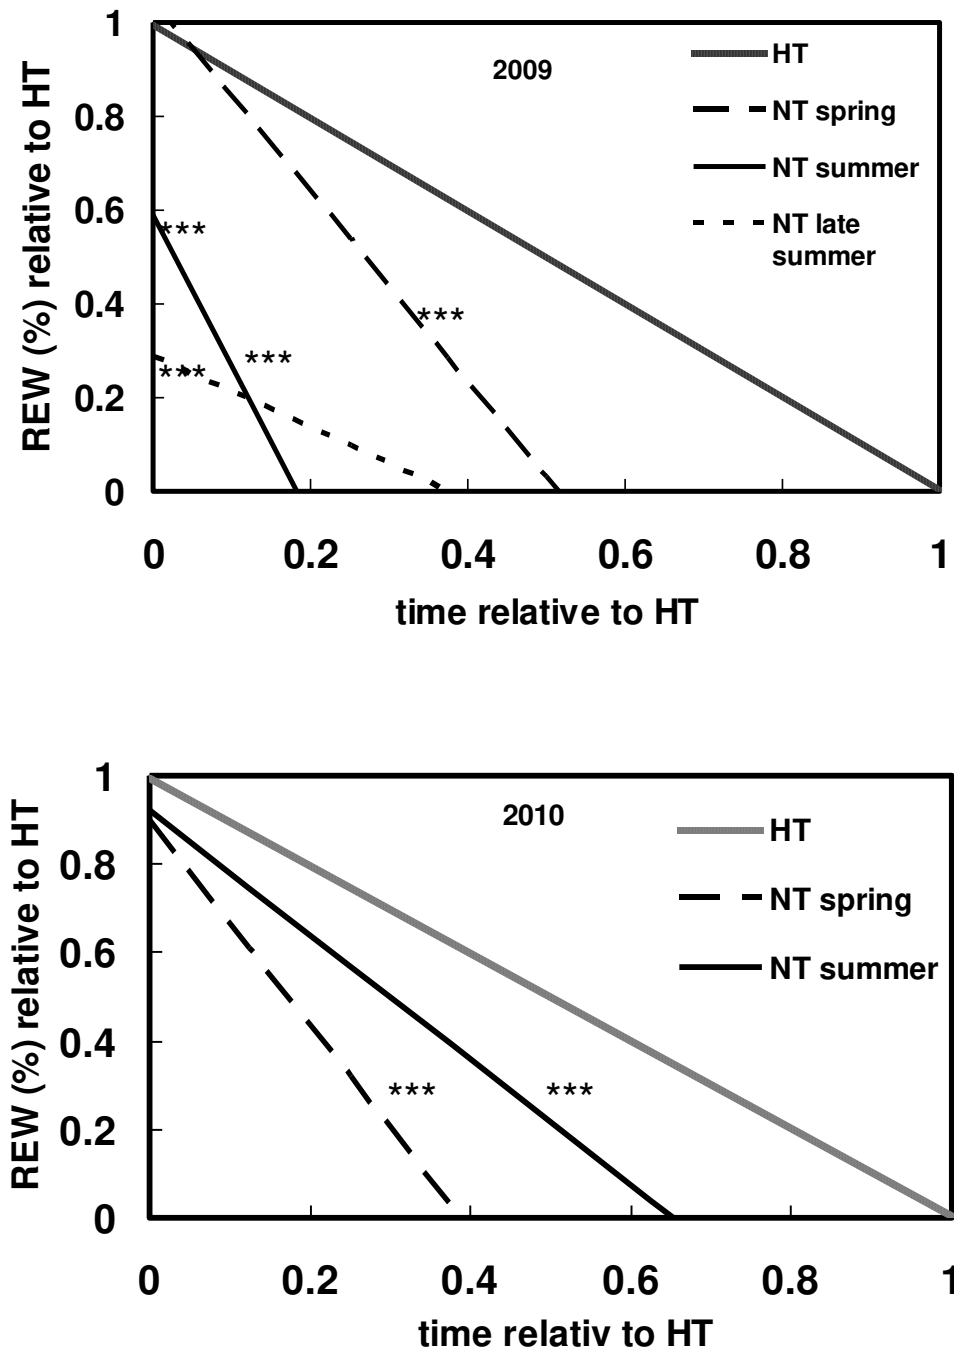 1
0.8
0.6
0.4
0.2
0
REW (%) relative to HT
2009
HT
NT spring
NT summer
NT late
summer
***
***
***
***
0 0.2 0.4 0.6 0.8 1
time relative to HT
1
0.8
0.6
0.4
0.2
0
REW (%) relative to HT
2010
HT
NT spring
NT summer
*** ***
0 0.2 0.4 0.6 0.8 1
time relativ to HT